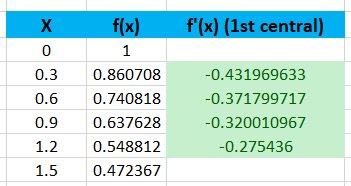 X f(x) f'(x) (1st central)
0 1
0.3 0.860708 -0.431969633
0.6 0.740818 -0.371799717
0.9 0.637628 -0.320010967
1.2 0.548812 -0.275436
1.5 0.472367